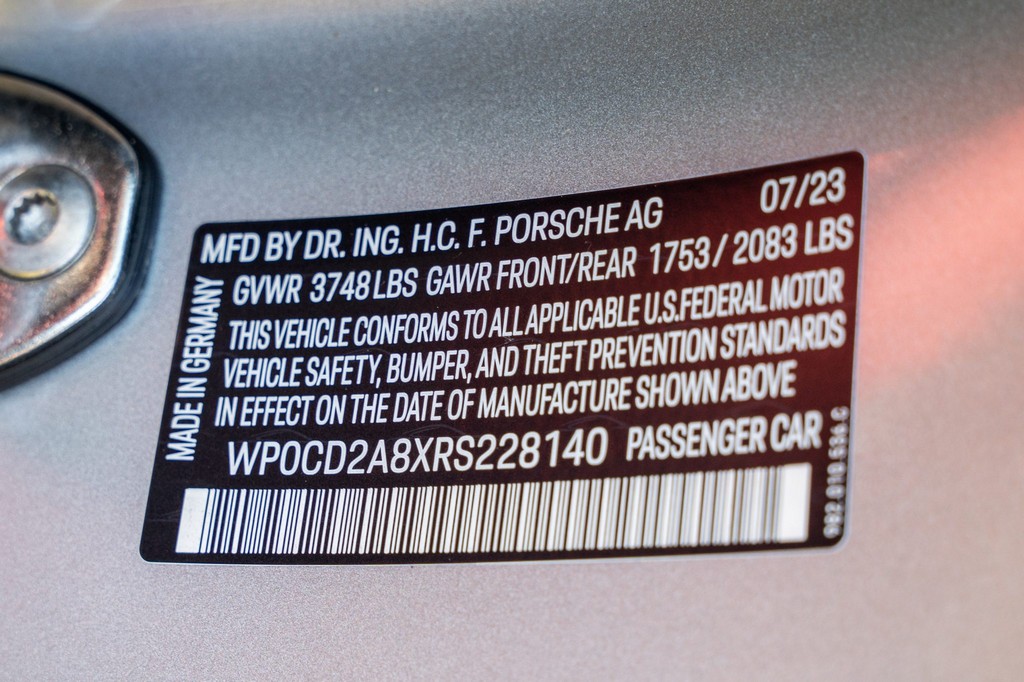 MFD BY DR. ING. H.C. F. PORSCHE AG 07/23
GVWR 3748 LBS GAWR FRONT/REAR 1753 / 2083 LBS
THIS VEHICLE CONFORMS TO ALL APPLICABLE U.S.FEDERAL MOTOR
VEHICLE SAFETY, BUMPER, AND THEFT PREVENTION STANDARDS
IN EFFECT ON THE DATE OF MANUFACTURE SHOWN ABOVE
WP0CD2A8XRS228140 PASSENGER CAR
MADE IN GERMANY